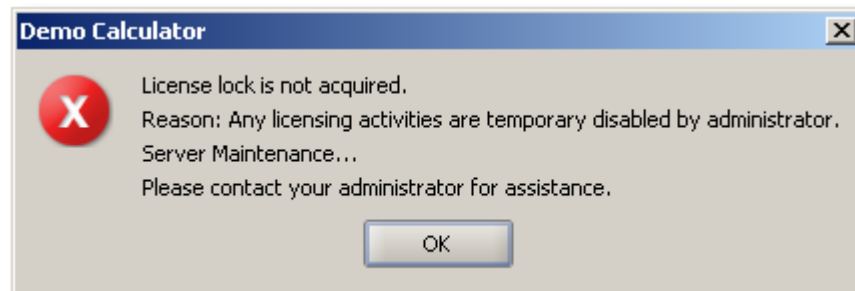 Demo Calculator
License lock is not acquired.
Reason: Any licensing activities are temporary disabled by administrator.
Server Maintenance...
Please contact your administrator for assistance.
OK